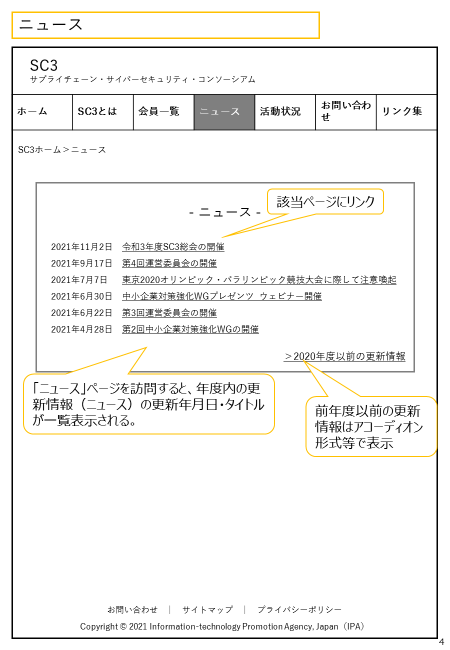 ニュース
SC3
サプライチェーン・サイバーセキュリティ・コンソーシアム
ホーム
SC3とは
会員一覧
ニュース
活動状況
お問い合わ
せ
リンク集
SC3ホーム＞ニュース
該当ページにリンク
- ニュース -
2021年11月2日 令和3年度SC3総会の開催
2021年9月17日 第4回運営委員会の開催
2021年7月7日 東京2020オリンピック・パラリンピック競技大会に際して注意喚起
2021年6月30日 中小企業対策強化WGプレゼンツ ウェビナー開催
2021年6月22日 第3回運営委員会の開催
2021年4月28日 第2回中小企業対策強化WGの開催
＞2020年度以前の更新情報
「ニュース」ページを訪問すると、年度内の更
新情報（ニュース）の更新年月日・タイトル
が一覧表示される。
前年度以前の更新
情報はアコーディオン
形式等で表示
お問い合わせ ｜ サイトマップ ｜ プライバシーポリシー
Copyright © 2021 Information-technology Promotion Agency, Japan（IPA）
4